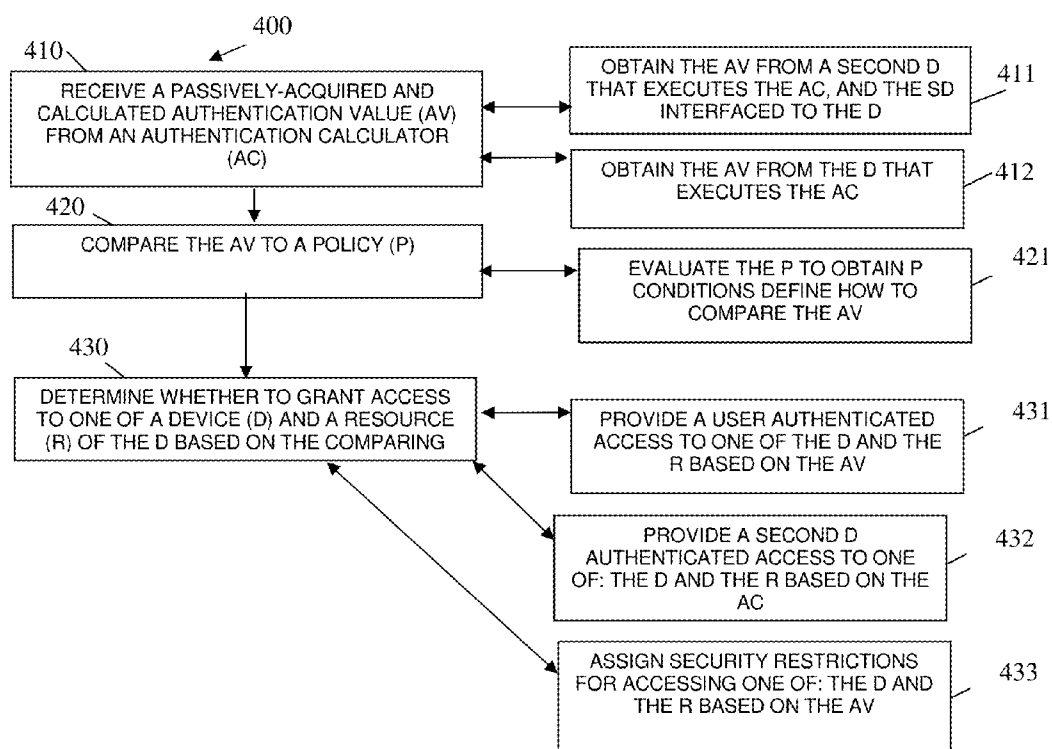 400
410
RECEIVE A PASSIVELY-ACQUIRED AND
CALCULATED AUTHENTICATION VALUE (AV)
FROM AN AUTHENTICATION CALCULATOR
(AC)
OBTAIN THE AV FROM A SECOND D
THAT EXECUTES THE AC, AND THE SD
INTERFACED TO THE D
411
OBTAIN THE AV FROM THE D THAT
EXECUTES THE AC
412
420
COMPARE THE AV TO A POLICY (P)
EVALUATE THE P TO OBTAIN P
CONDITIONS DEFINE HOW TO
COMPARE THE AV
421
430
DETERMINE WHETHER TO GRANT ACCESS
TO ONE OF A DEVICE (D) AND A RESOURCE
(R) OF THE D BASED ON THE COMPARING
PROVIDE A USER AUTHENTICATED
ACCESS TO ONE OF THE D AND THE
R BASED ON THE AV
431
PROVIDE A SECOND D
AUTHENTICATED ACCESS TO ONE
OF: THE D AND THE R BASED ON THE
AC
432
ASSIGN SECURITY RESTRICTIONS
FOR ACCESSING ONE OF: THE D AND
THE R BASED ON THE AV
433